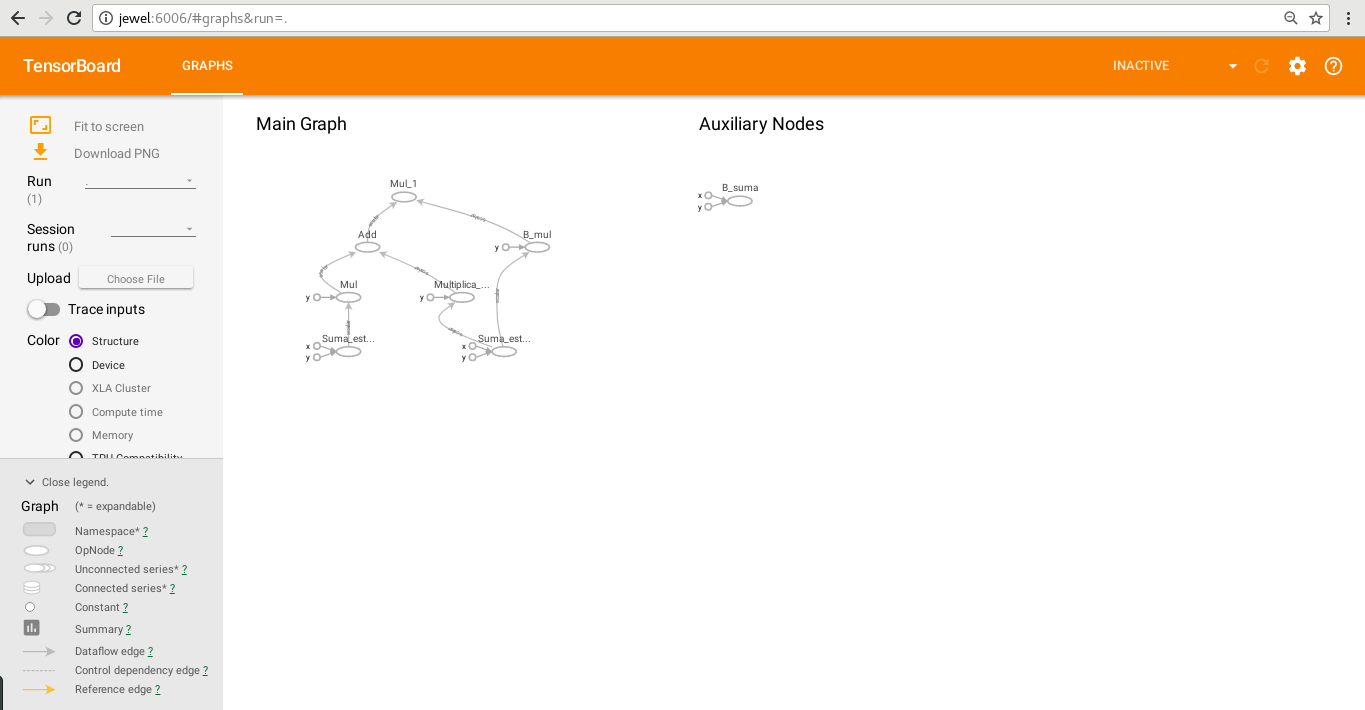 jewel:6006/#graphs&run=.
TensorBoard
GRAPHS
INACTIVE
Fit to screen
Download PNG
Run
(1)
.
Session
runs (0)
Upload
Choose File
Trace inputs
Color
Structure
Device
XLA Cluster
Compute time
Memory
TPU Compatibility
Close legend.
Graph
(* = expandable)
Namespace* ?
OpNode ?
Unconnected series* ?
Connected series* ?
Constant ?
Summary ?
Dataflow edge ?
Control dependency edge ?
Reference edge ?
Main Graph
Mul_1
Add
y
B_mul
y
Mul
y
Multiplica_...
x
y
Suma_est...
x
y
Suma_est...
Auxiliary Nodes
x
y
B_suma